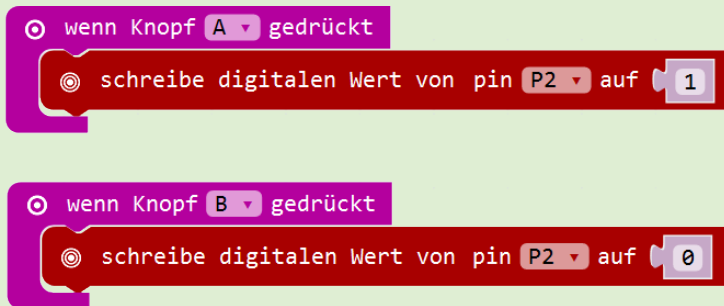 wenn Knopf A gedrückt
schreibe digitalen Wert von pin P2 auf 1
wenn Knopf B gedrückt
schreibe digitalen Wert von pin P2 auf 0